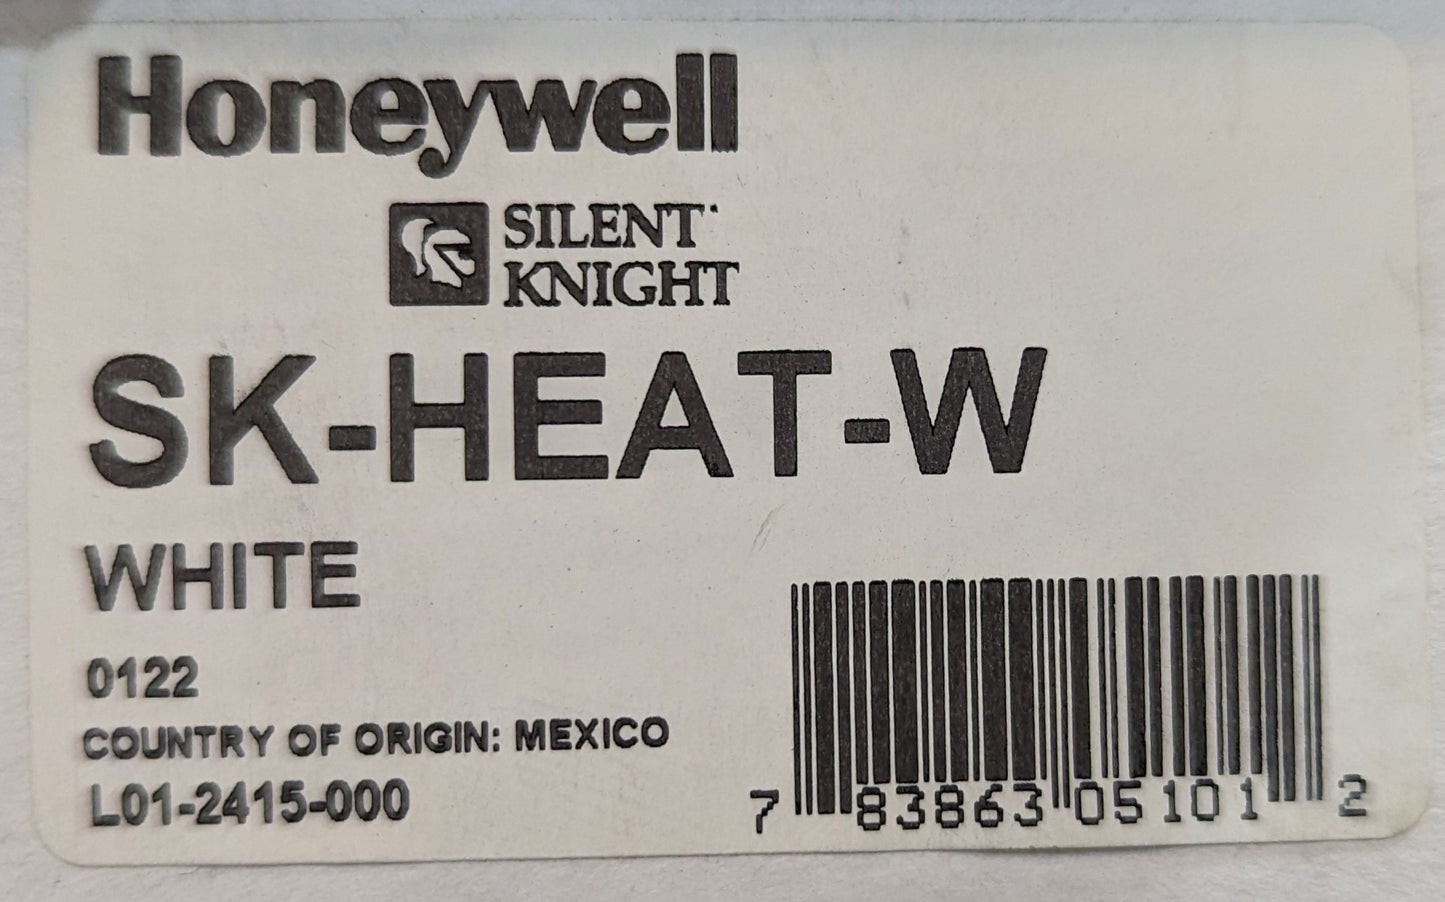 Honeywell
SILENT
KNIGHT
SK-HEAT-W
WHITE
0122
COUNTRY OF ORIGIN: MEXICO
L01-2415-000
7 83863 05101 2